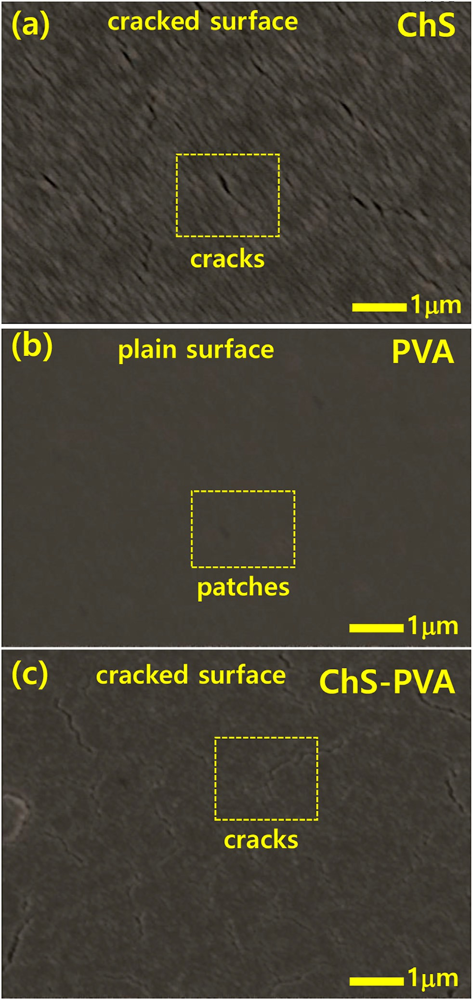 (a) cracked surface ChS
cracks
1μm
(b) plain surface PVA
patches
1μm
(c) cracked surface ChS-PVA
cracks
1μm